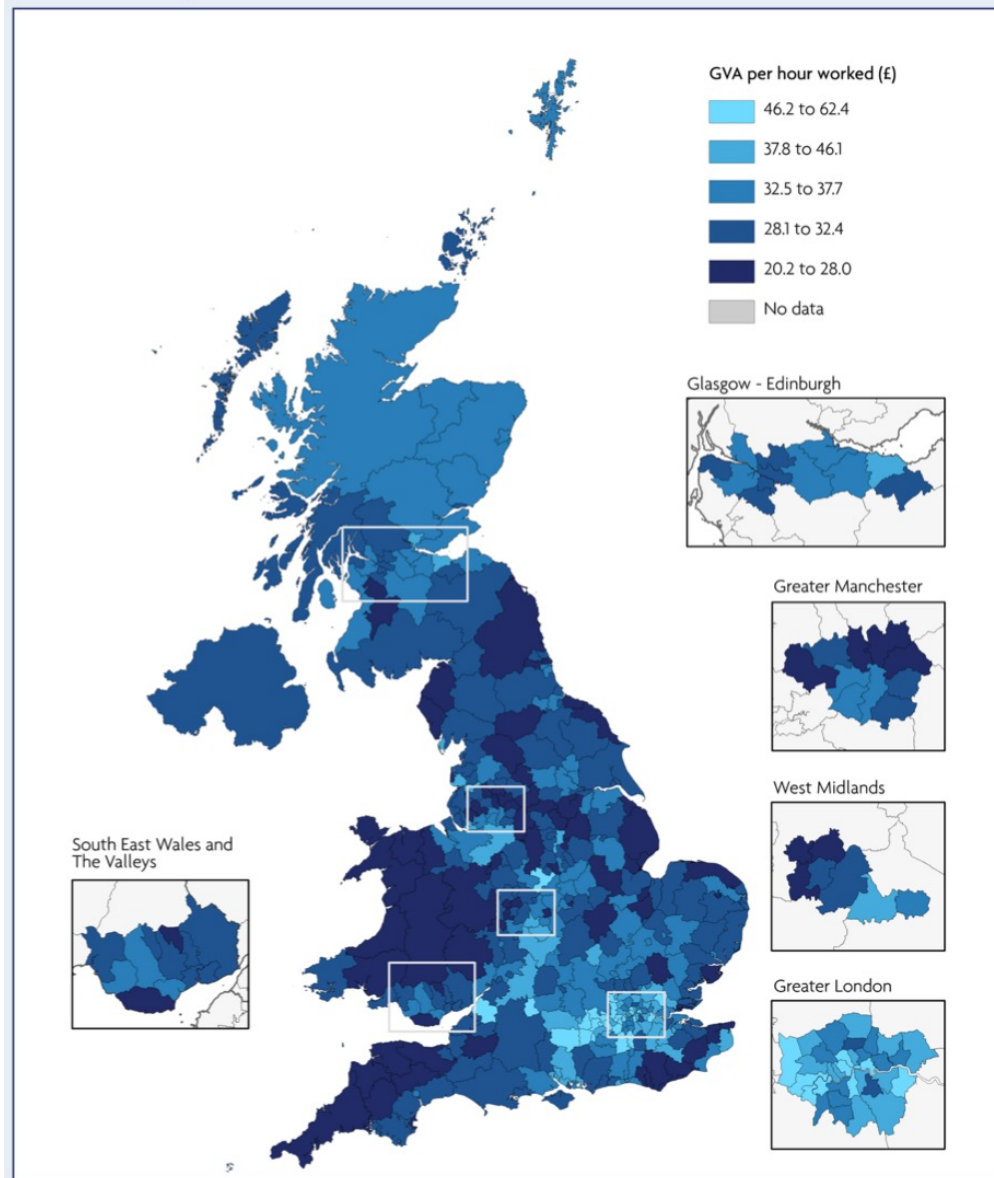 GVA per hour worked (£)
46.2 to 62.4
37.8 to 46.1
32.5 to 37.7
28.1 to 32.4
20.2 to 28.0
No data
Glasgow - Edinburgh
Greater Manchester
West Midlands
South East Wales and
The Valleys
Greater London